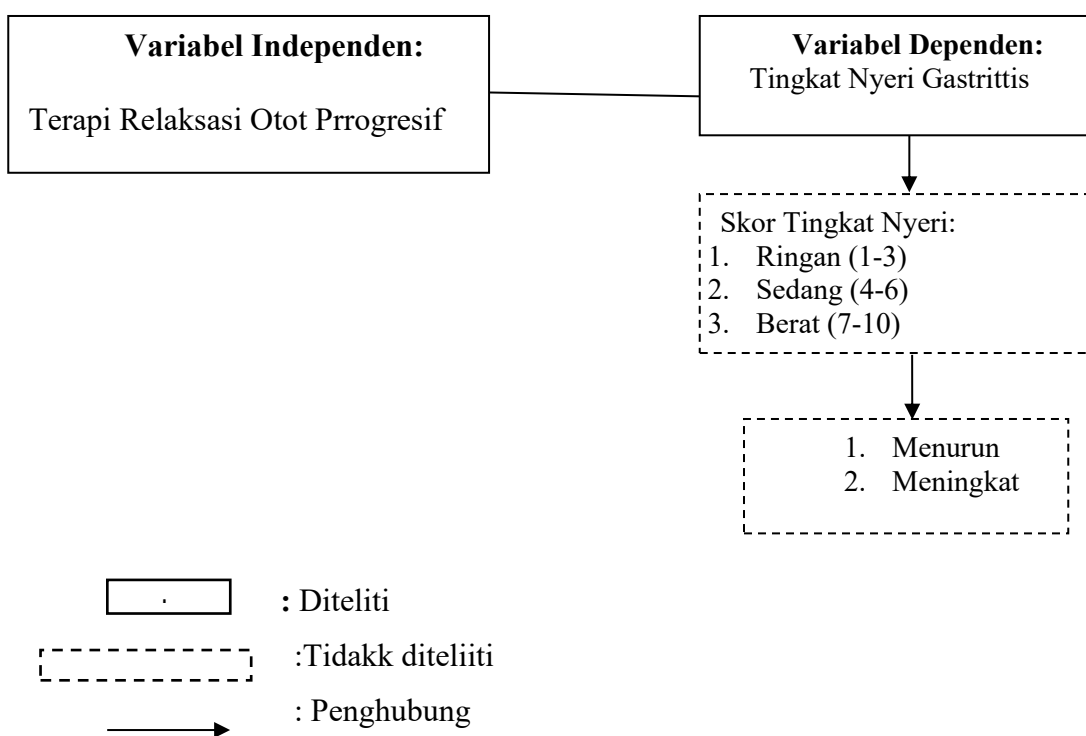 Variabel Independen:
Terapi Relaksasi Otot Prrogresif
Variabel Dependen:
Tingkat Nyeri Gastrittis
Skor Tingkat Nyeri:
1. Ringan (1-3)
2. Sedang (4-6)
3. Berat (7-10)
1. Menurun
2. Meningkat
. : Diteliti
:Tidakk diteliiti
: Penghubung